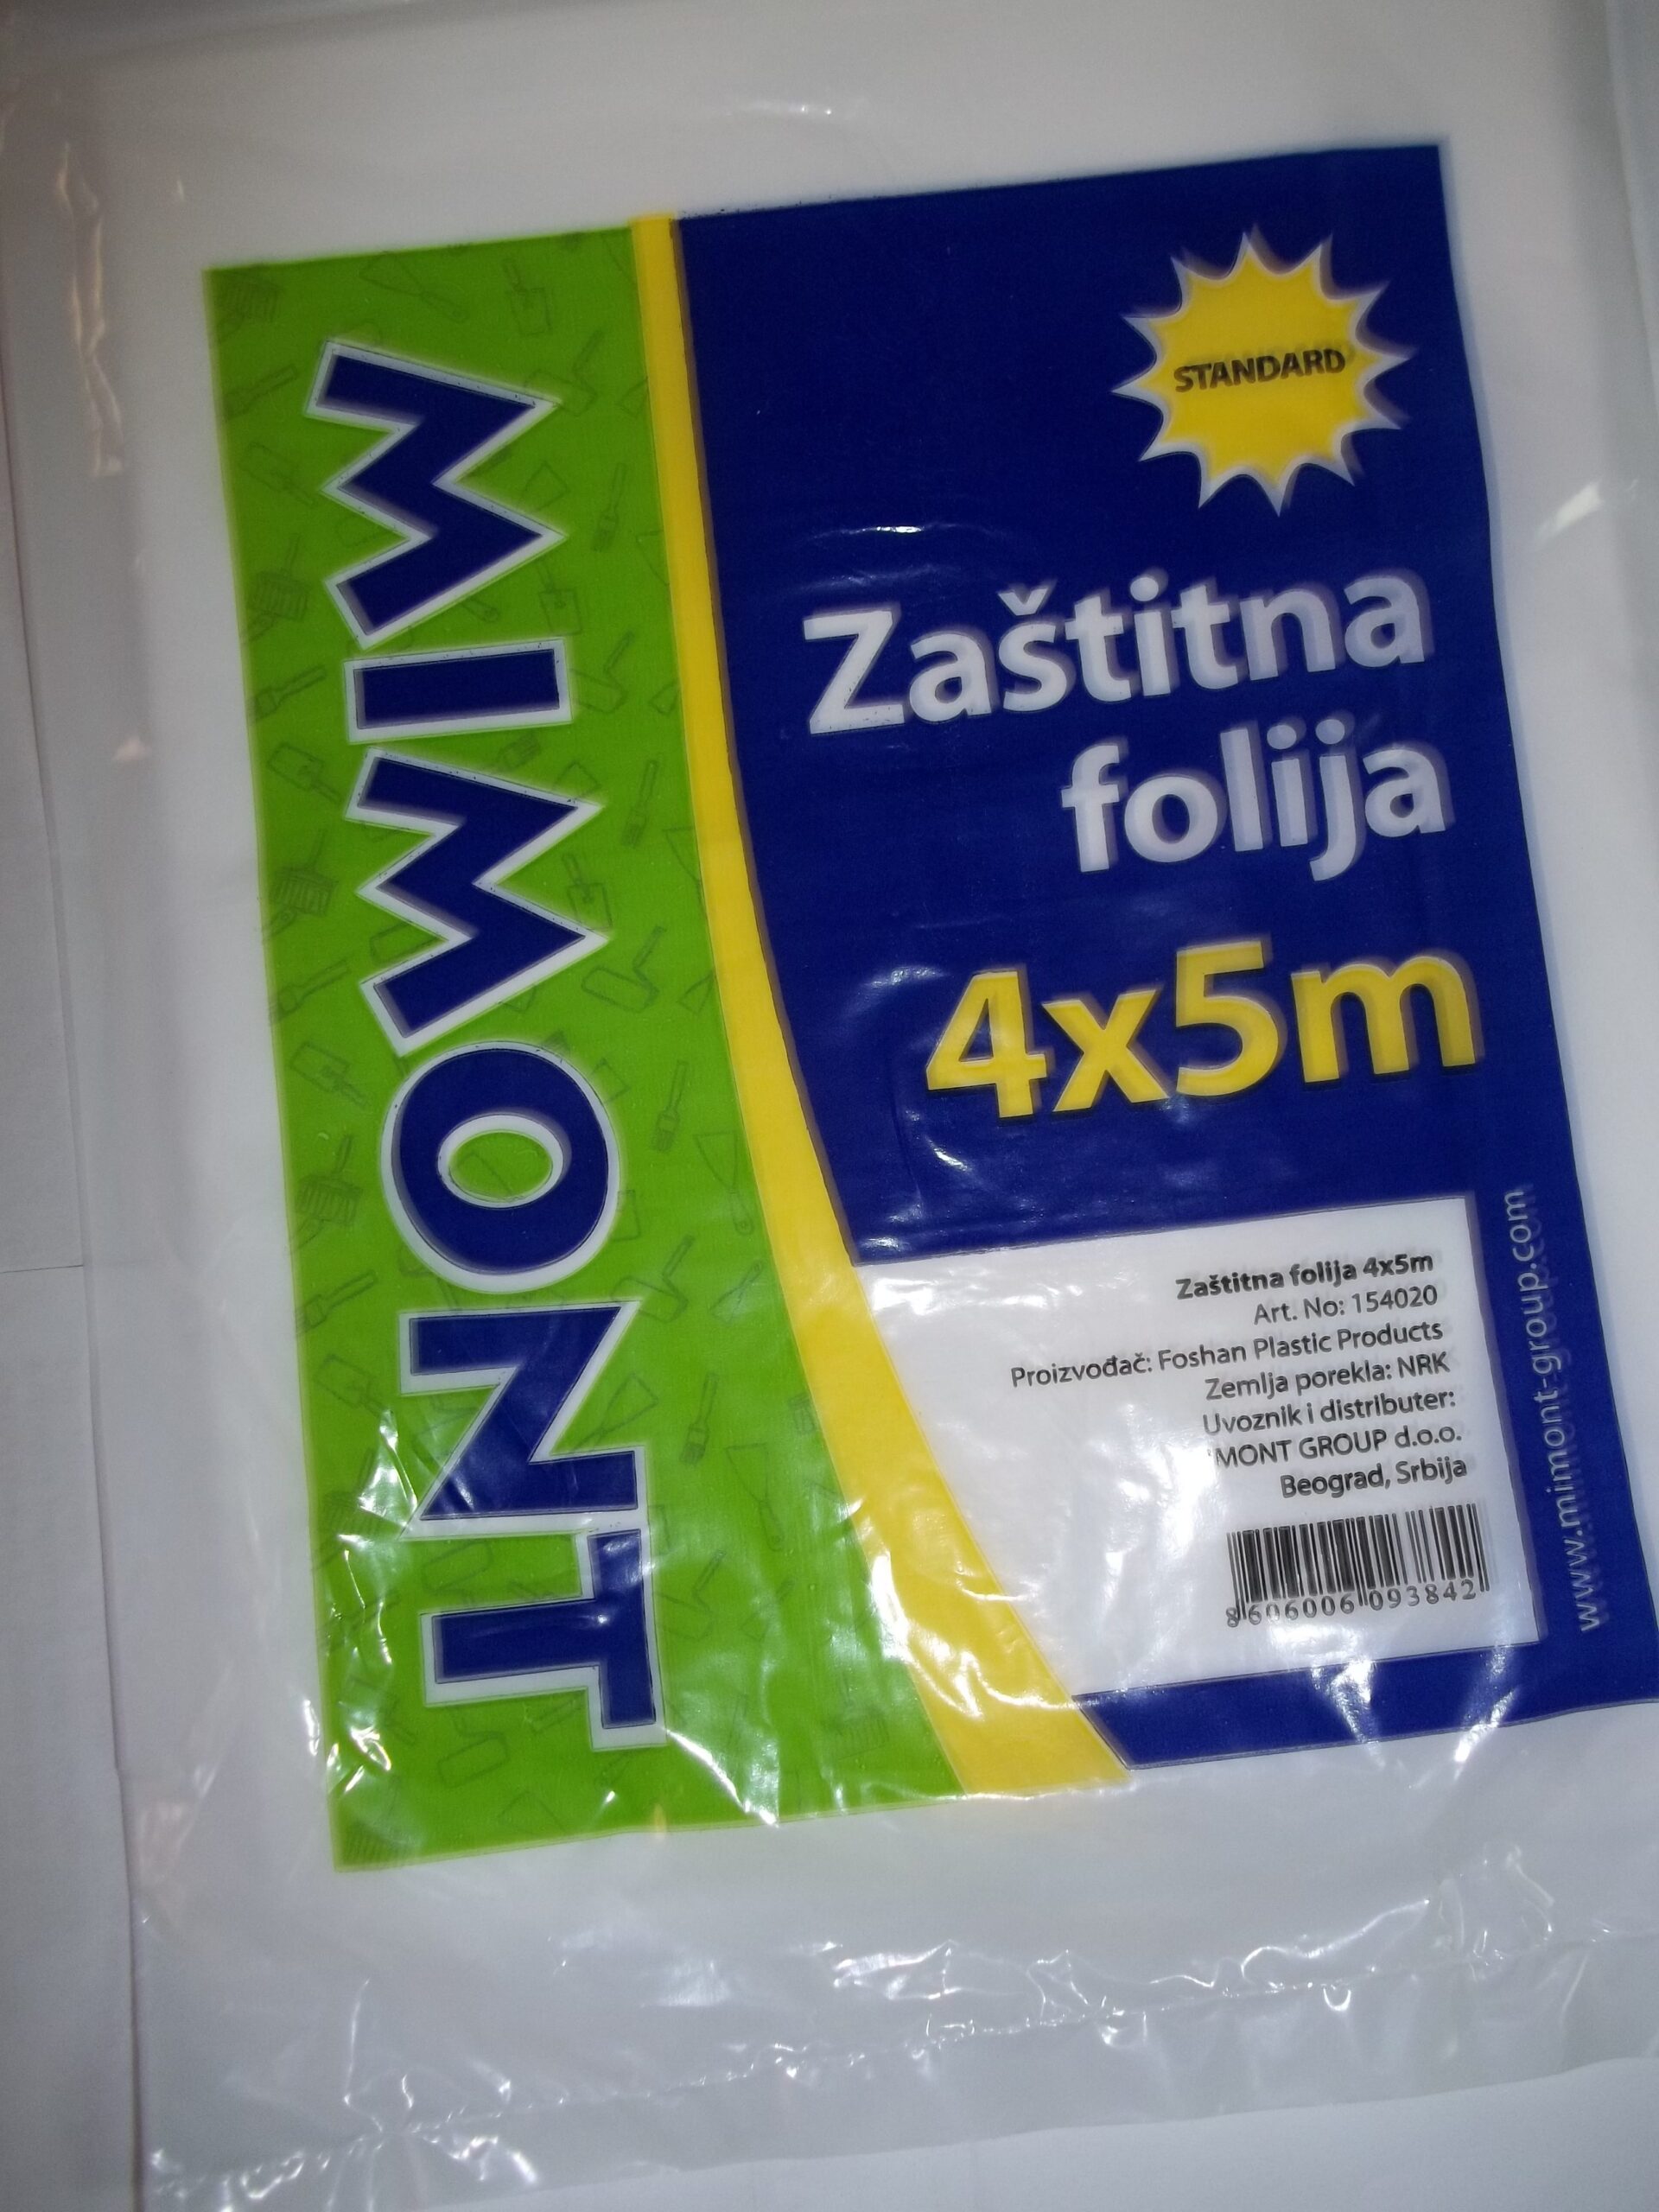 MIMONT
STANDARD
Zaštitna
folija
4x5m
Zaštitna folija 4x5m
Art. No: 154020
Proizvođač: Foshan Plastic Products
Zemlja porekla: NRK
Uvoznik i distributer:
MONT GROUP d.o.o.
Beograd, Srbija
8606006093842
www.mimont-group.com